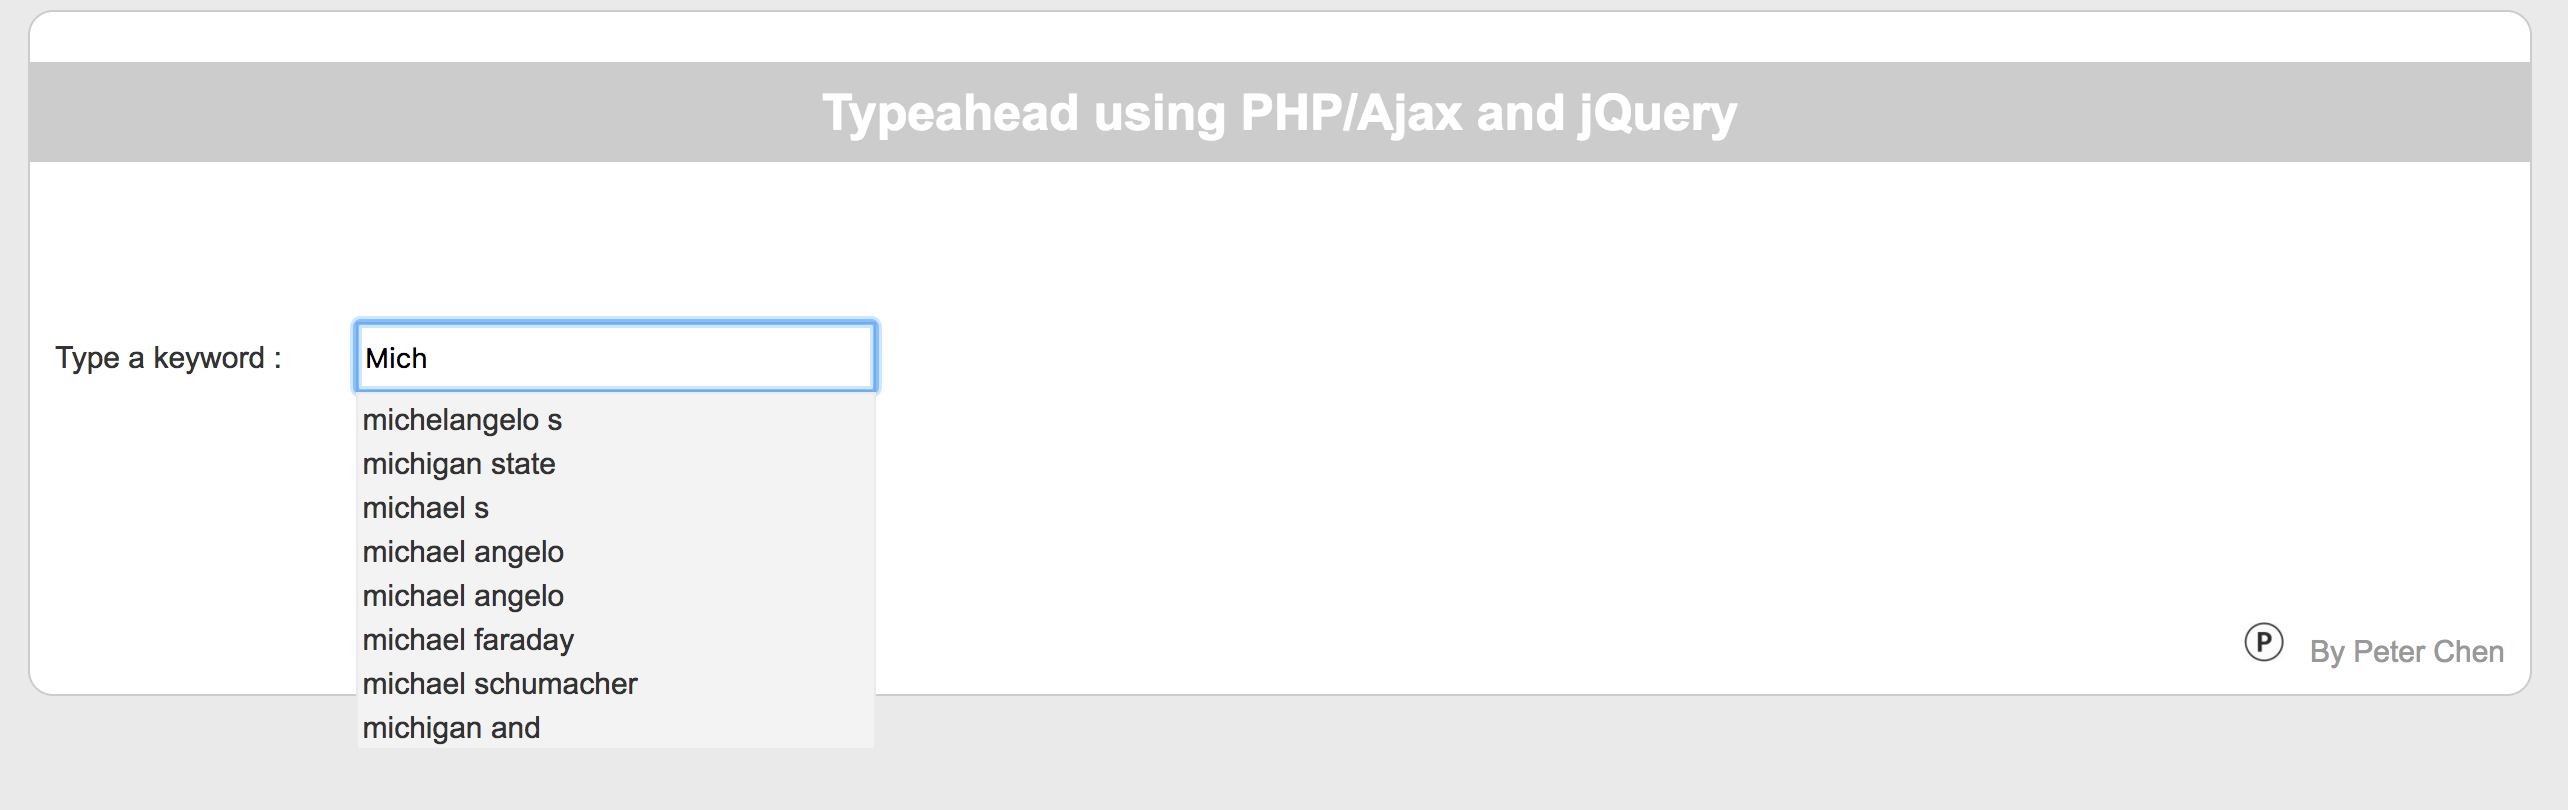 Typeahead using PHP/Ajax and jQuery
Type a keyword :
Mich
michelangelo s
michigan state
michael s
michael angelo
michael angelo
michael faraday
michael schumacher
michigan and
P
By Peter Chen